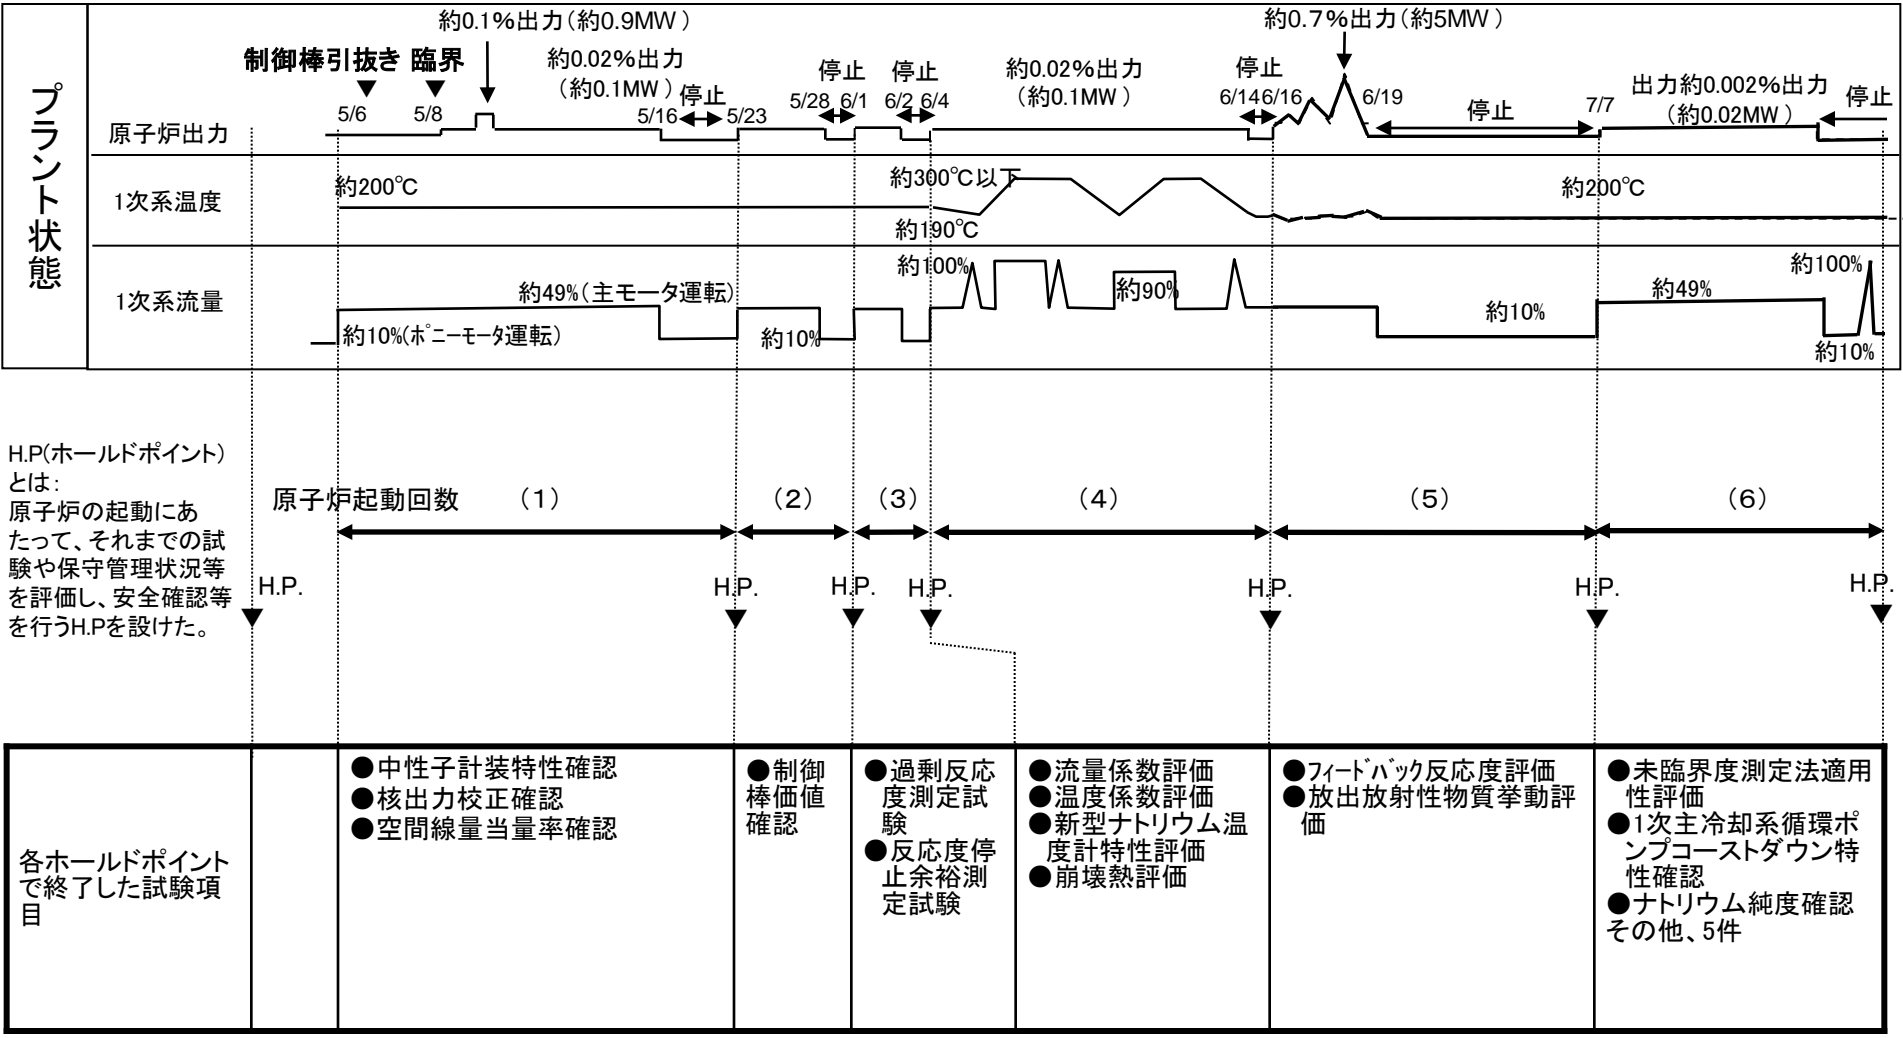 約0.1%出力(約0.9MW)
約0.7%出力(約5MW)
制御棒引抜き 臨界
約0.02%出力
(約0.1MW)
停止
停止
停止
約0.02%出力
(約0.1MW)
停止
出力約0.002%出力
(約0.02MW)
停止
停止
5/6
5/8
5/16
5/23
5/28
6/1
6/2
6/4
6/14
6/16
6/19
7/7
プラント状態
原子炉出力
1次系温度
約200℃
約300℃以下
約190℃
約200℃
1次系流量
約49%(主モータ運転)
約10%(ﾎﾟﾆｰﾓｰﾀ運転)
約10%
約100%
約90%
約10%
約49%
約100%
約10%
H.P(ホールドポイント)
とは:
原子炉の起動にあ
たって、それまでの試
験や保守管理状況等
を評価し、安全確認等
を行うH.Pを設けた。
原子炉起動回数
(1)
(2)
(3)
(4)
(5)
(6)
H.P.
H.P.
H.P.
H.P.
H.P.
H.P.
H.P.
各ホールドポイント
で終了した試験項
目
●中性子計装特性確認
●核出力校正確認
●空間線量当量率確認
●制御
棒価値
確認
●過剰反応
度測定試
験
●反応度停
止余裕測
定試験
●流量係数評価
●温度係数評価
●新型ナトリウム温
度計特性評価
●崩壊熱評価
●ﾌｨｰﾄﾞﾊﾞｯｸ反応度評価
●放出放射性物質挙動評
価
●未臨界度測定法適用
性評価
●1次主冷却系循環ポ
ンプコーストダウン特
性確認
●ナトリウム純度確認
その他、5件